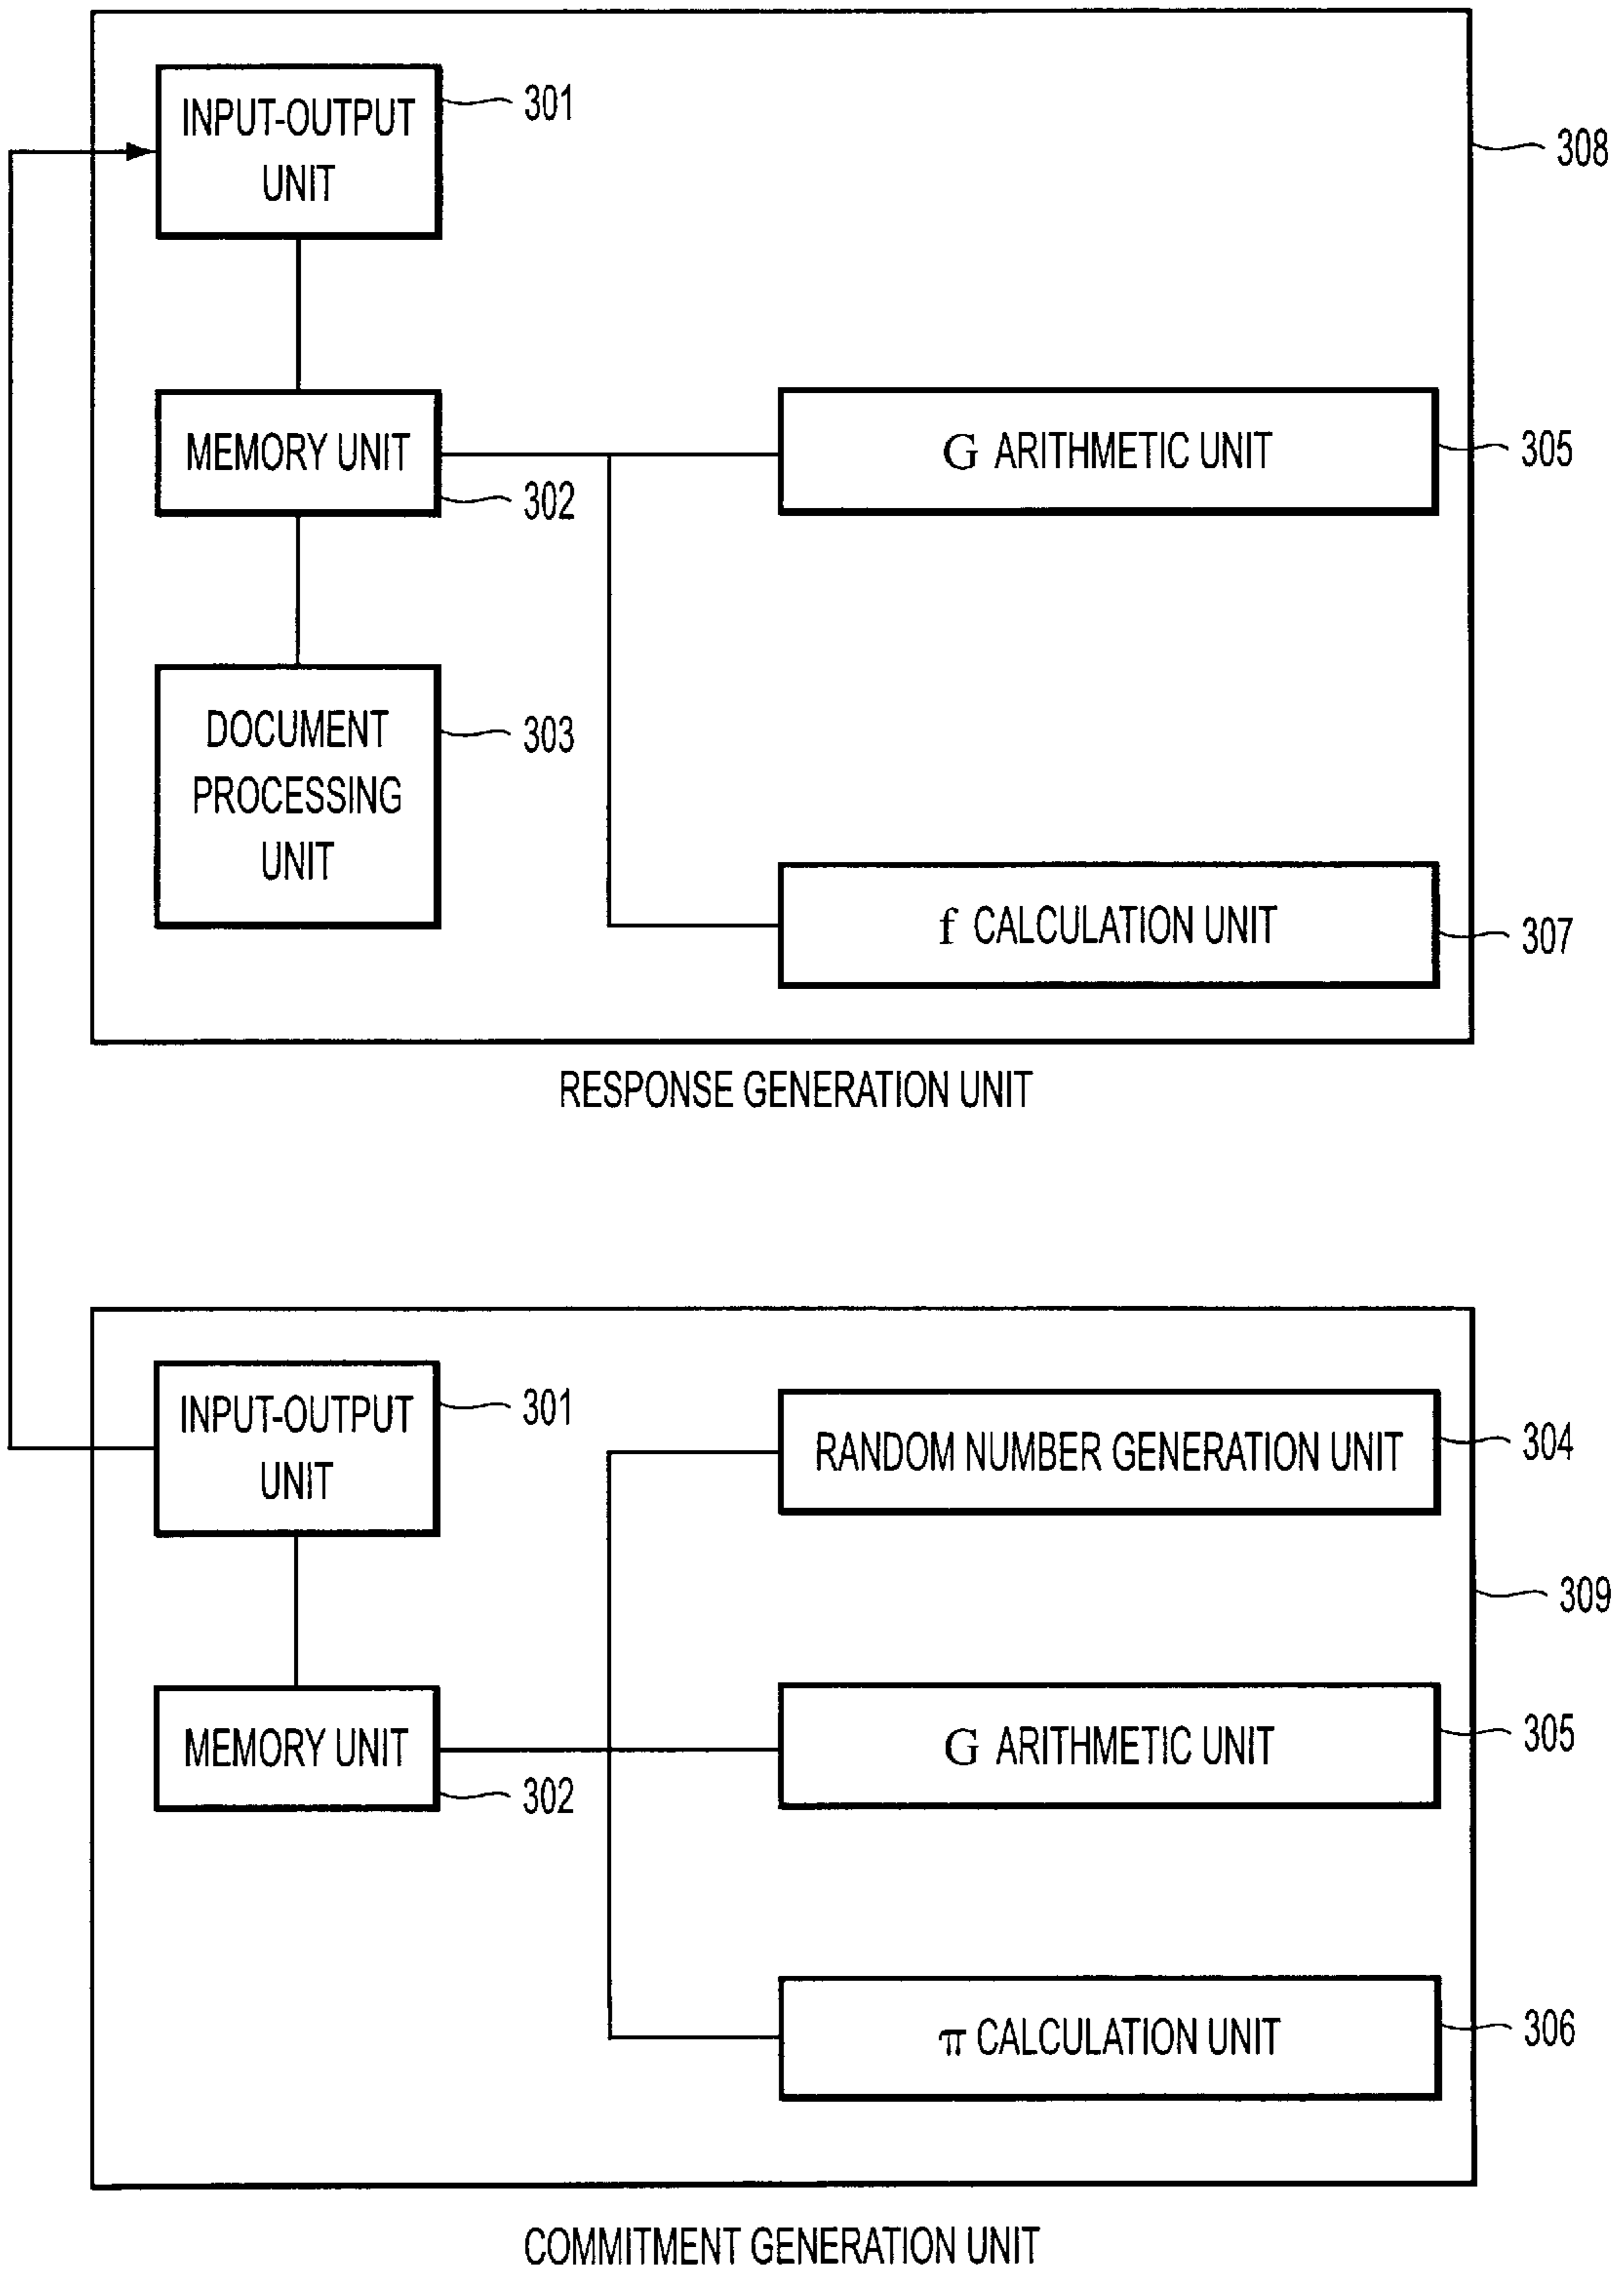 INPUT-OUTPUT
UNIT
301
308
MEMORY UNIT
302
G ARITHMETIC UNIT
305
DOCUMENT
PROCESSING
UNIT
303
f CALCULATION UNIT
307
RESPONSE GENERATION UNIT
INPUT-OUTPUT
UNIT
301
RANDOM NUMBER GENERATION UNIT
304
309
MEMORY UNIT
302
G ARITHMETIC UNIT
305
π CALCULATION UNIT
306
COMMITMENT GENERATION UNIT